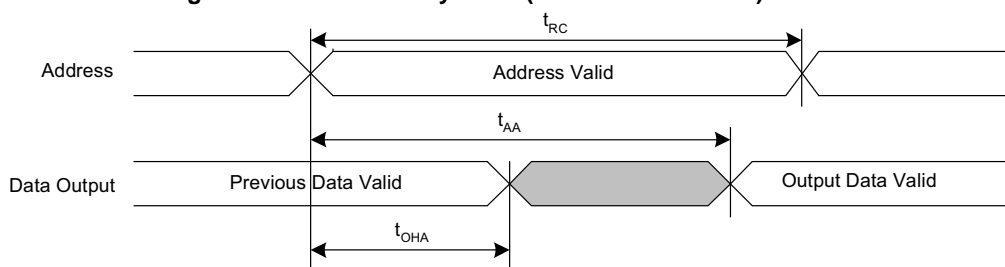 t_RC
Address
Address Valid
t_AA
Data Output
Previous Data Valid
Output Data Valid
t_OHA